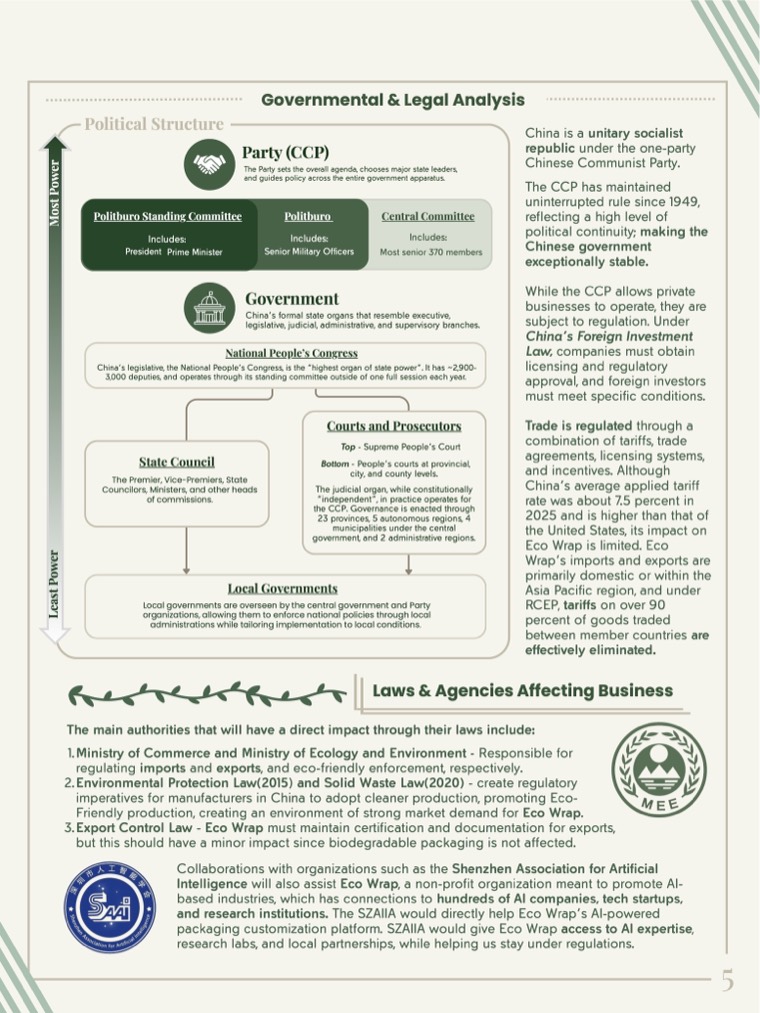 Governmental & Legal Analysis
Political Structure
Most Power
Least Power
Party (CCP)
The Party sets the overall agenda, chooses major state leaders,
and guides policy across the entire government apparatus.
Politburo Standing Committee
Includes:
President Prime Minister
Politburo
Includes:
Senior Military Officers
Central Committee
Includes:
Most senior 370 members
Government
China's formal state organs that resemble executive,
legislative, judicial, administrative, and supervisory branches.
National People's Congress
China's legislative, the National People's Congress, is the "highest organ of state power". It has ~2,900-
3,000 deputies, and operates through its standing committee outside of one full session each year.
State Council
The Premier, Vice-Premiers, State
Councilors, Ministers, and other heads
of commissions.
Courts and Prosecutors
Top - Supreme People's Court
Bottom - People's courts at provincial,
city, and county levels.
The judicial organ, while constitutionally
"independent", in practice operates for
the CCP. Governance is enacted through
23 provinces, 5 autonomous regions, 4
municipalities under the central
government, and 2 administrative regions.
Local Governments
Local governments are overseen by the central government and Party
organizations, allowing them to enforce national policies through local
administrations while tailoring implementation to local conditions.
China is a unitary socialist
republic under the one-party
Chinese Communist Party.
The CCP has maintained
uninterrupted rule since 1949,
reflecting a high level of
political continuity; making the
Chinese government
exceptionally stable.
While the CCP allows private
businesses to operate, they are
subject to regulation. Under
China's Foreign Investment
Law, companies must obtain
licensing and regulatory
approval, and foreign investors
must meet specific conditions.
Trade is regulated through a
combination of tariffs, trade
agreements, licensing systems,
and incentives. Although
China's average applied tariff
rate was about 7.5 percent in
2025 and is higher than that of
the United States, its impact on
Eco Wrap is limited. Eco
Wrap's imports and exports are
primarily domestic or within the
Asia Pacific region, and under
RCEP, tariffs on over 90
percent of goods traded
between member countries are
effectively eliminated.
Laws & Agencies Affecting Business
The main authorities that will have a direct impact through their laws include:
1. Ministry of Commerce and Ministry of Ecology and Environment - Responsible for
regulating imports and exports, and eco-friendly enforcement, respectively.
2. Environmental Protection Law(2015) and Solid Waste Law(2020) - create regulatory
imperatives for manufacturers in China to adopt cleaner production, promoting Eco-
Friendly production, creating an environment of strong market demand for Eco Wrap.
3. Export Control Law - Eco Wrap must maintain certification and documentation for exports,
but this should have a minor impact since biodegradable packaging is not affected.
MEE
深圳市人工智能学会
SAAI
Shenzhen Association for Artificial Intelligence
Collaborations with organizations such as the Shenzhen Association for Artificial
Intelligence will also assist Eco Wrap, a non-profit organization meant to promote AI-
based industries, which has connections to hundreds of AI companies, tech startups,
and research institutions. The SZAIIA would directly help Eco Wrap's AI-powered
packaging customization platform. SZAIIA would give Eco Wrap access to AI expertise,
research labs, and local partnerships, while helping us stay under regulations.
5